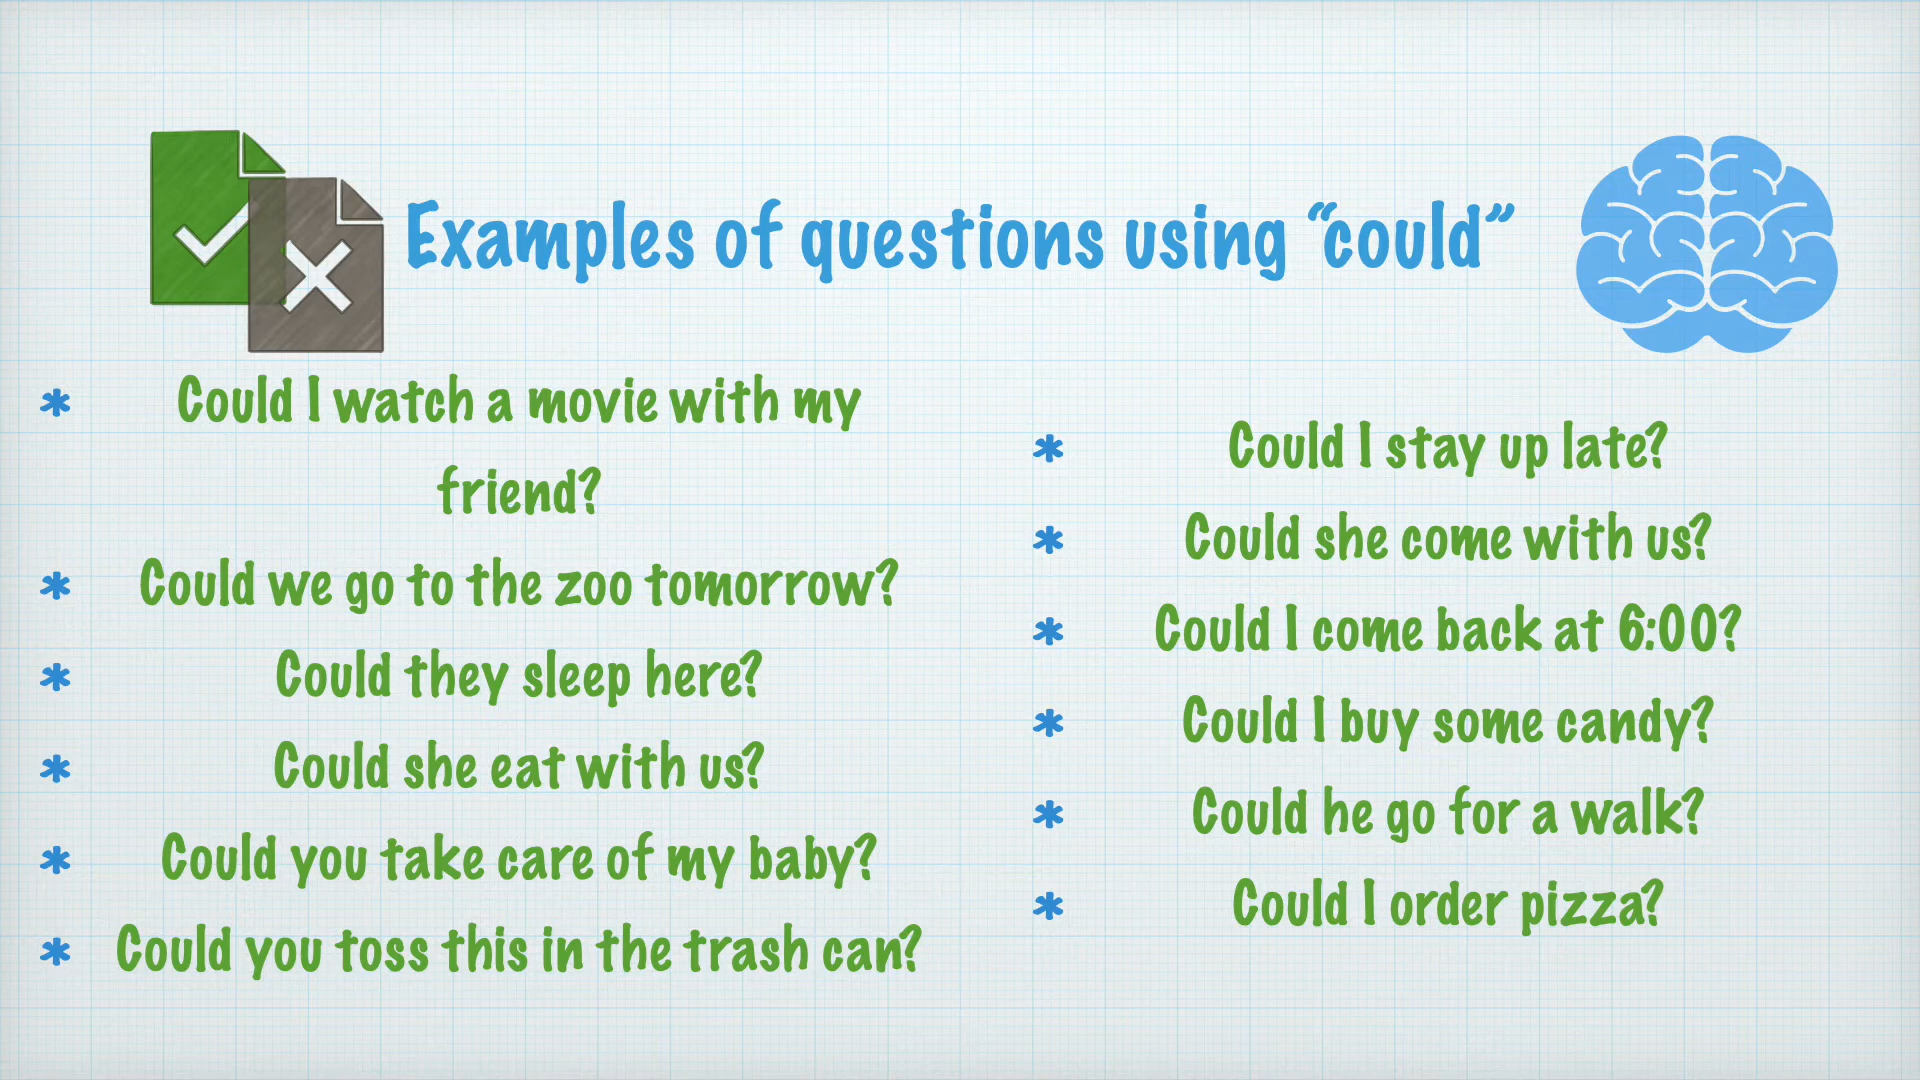 Examples of questions using “could”
* Could I watch a movie with my
friend?
* Could we go to the zoo tomorrow?
* Could they sleep here?
* Could she eat with us?
* Could you take care of my baby?
* Could you toss this in the trash can?
* Could I stay up late?
* Could she come with us?
* Could I come back at 6:00?
* Could I buy some candy?
* Could he go for a walk?
* Could I order pizza?